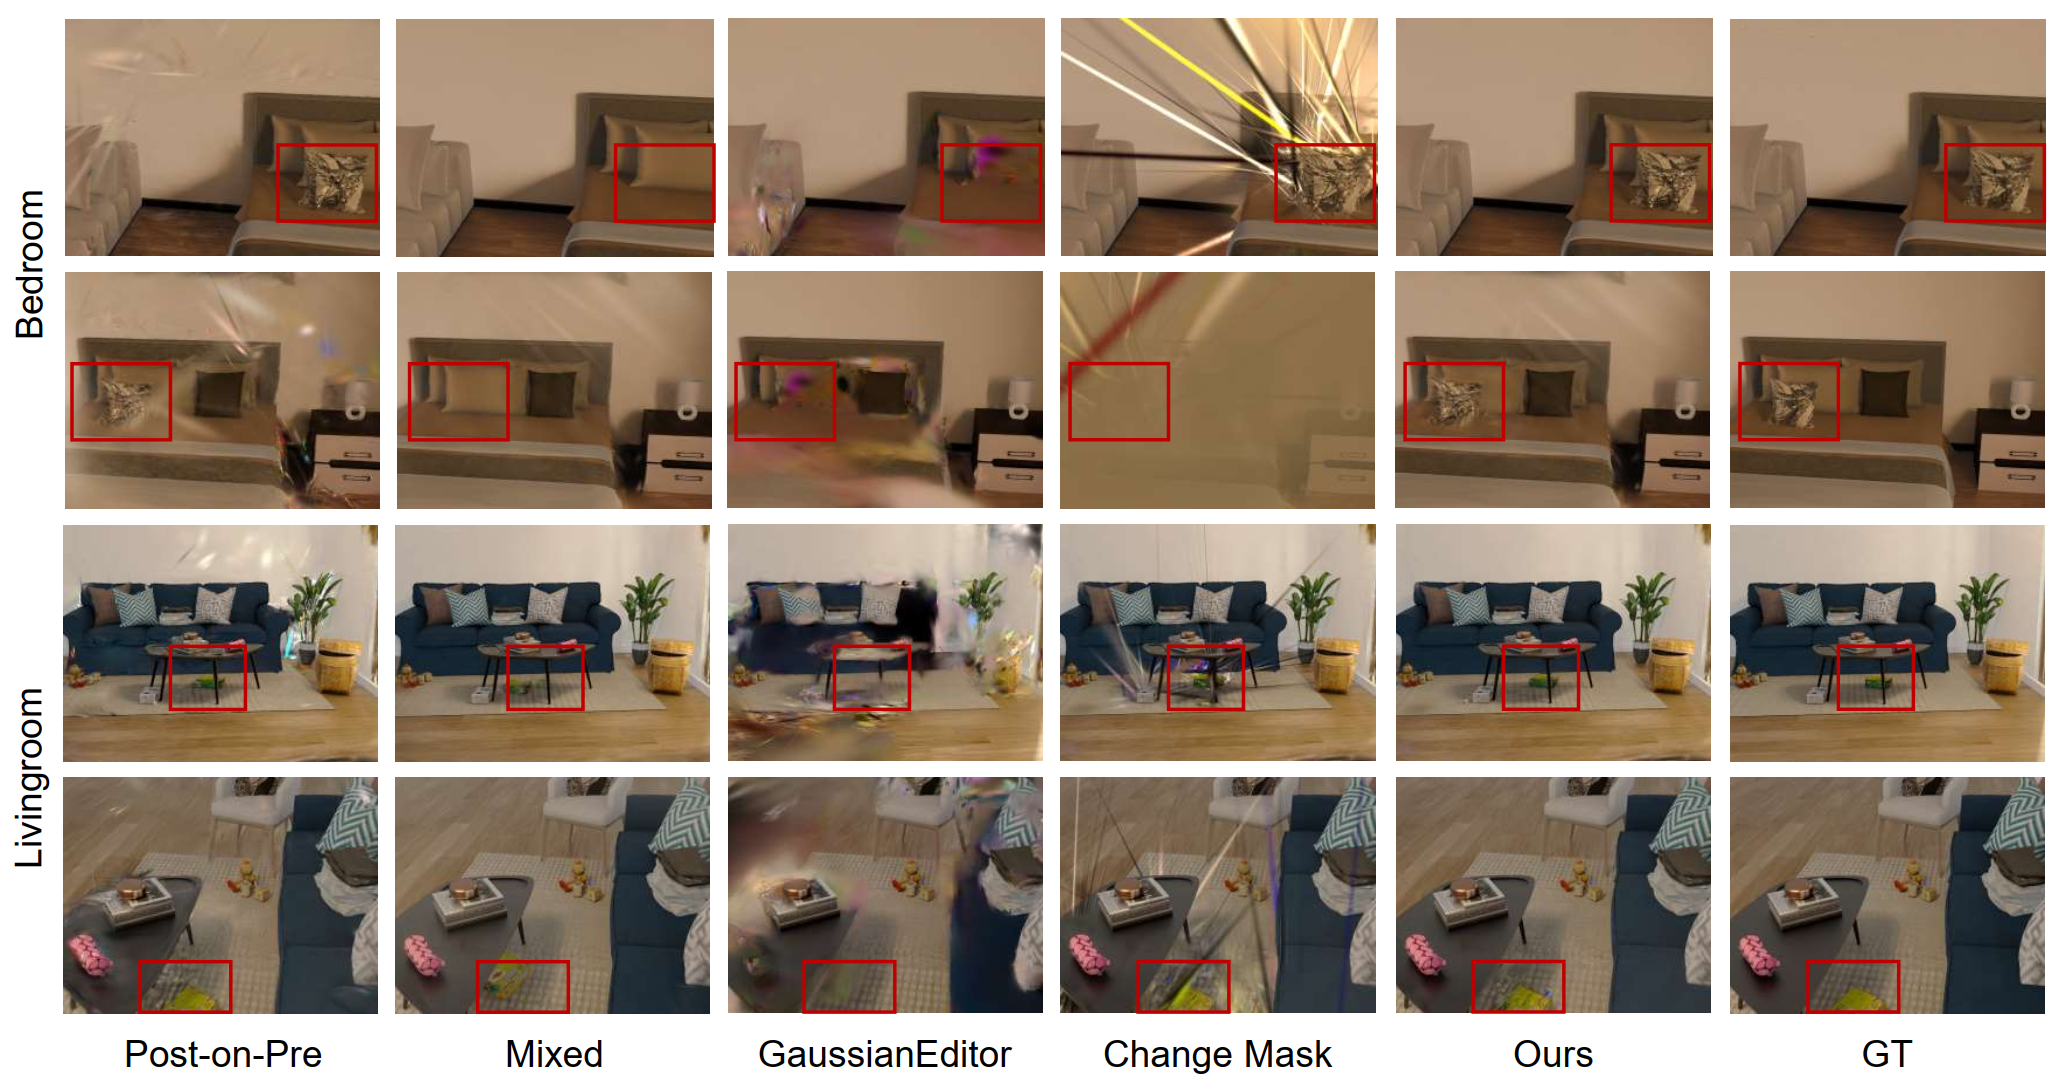 Bedroom
Livingroom
Post-on-Pre
Mixed
GaussianEditor
Change Mask
Ours
GT